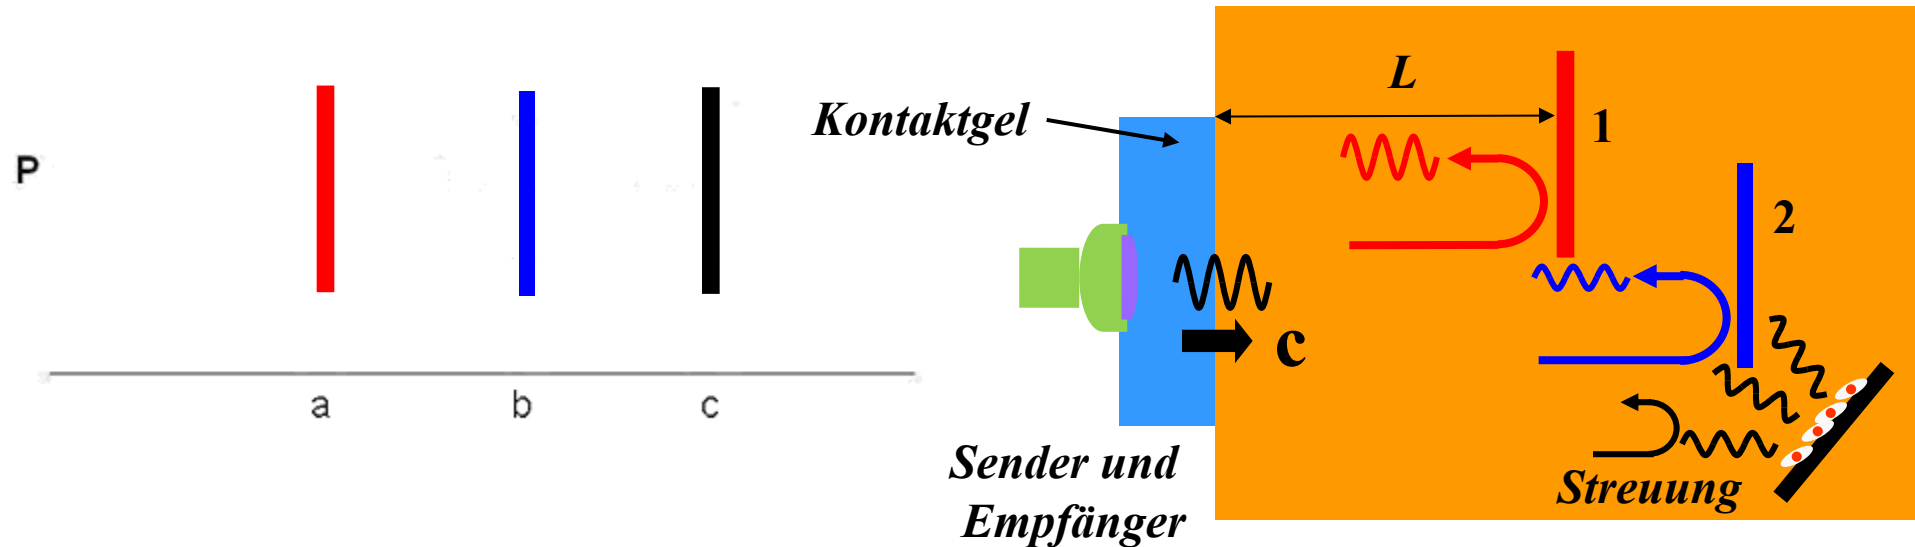 P
a b c
Kontaktgel
L
1
2
c
Sender und
Empfänger
Streuung